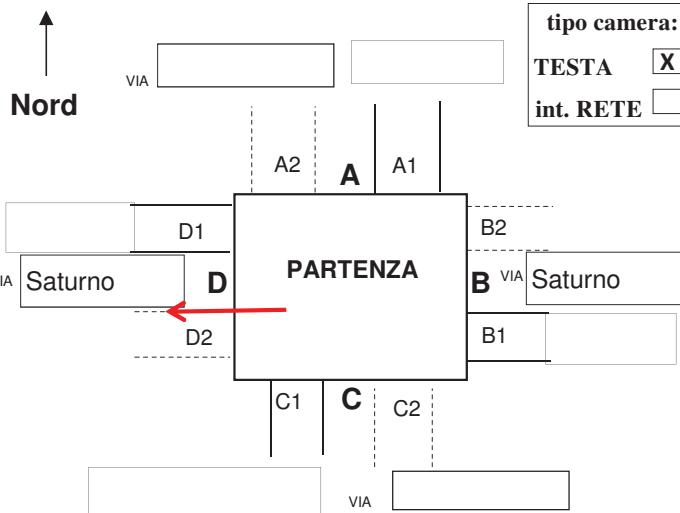 tipo camera:
VIA
TESTA X
Nord
int. RETE
A2 A A1
D1 B2
PARTENZA
VIA Saturno D B VIA Saturno
D2 B1
C1 C C2
VIA